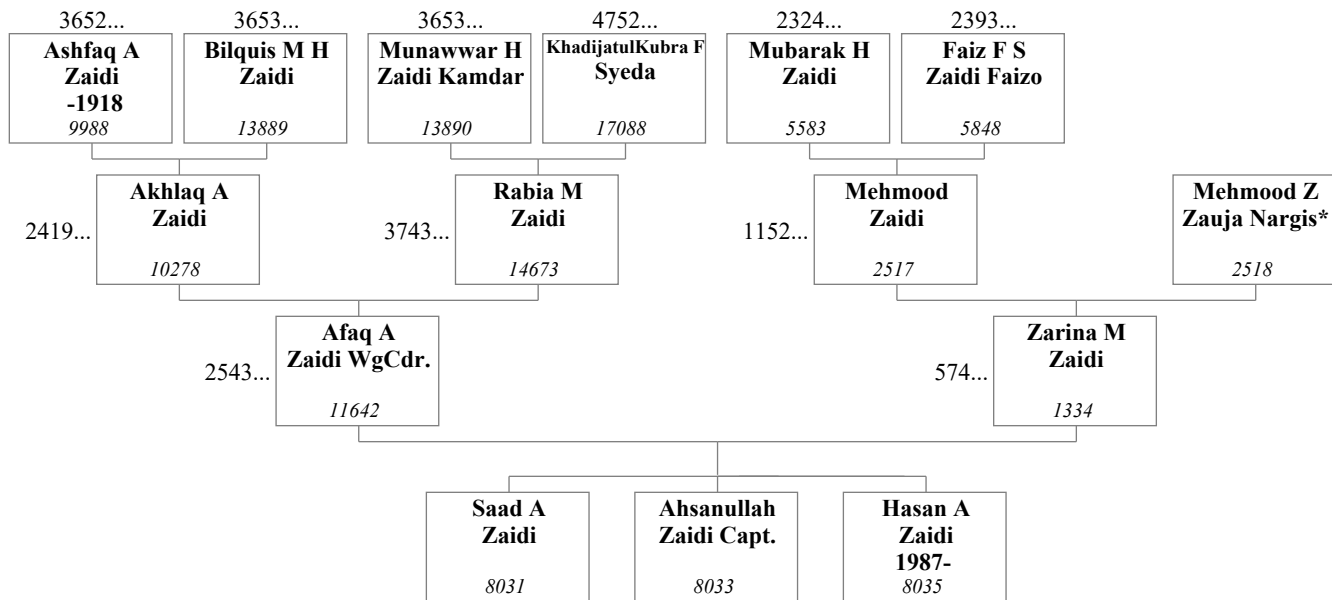 3652...
3653...
3653...
4752...
2324...
2393...
Ashfaq A
Zaidi
-1918
9988
Bilquis M H
Zaidi
13889
Munawwar H
Zaidi Kamdar
13890
KhadijatulKubra F
Syeda
17088
Mubarak H
Zaidi
5583
Faiz F S
Zaidi Faizo
5848
2419...
Akhlaq A
Zaidi
10278
3743...
Rabia M
Zaidi
14673
1152...
Mehmood
Zaidi
2517
Mehmood Z
Zauja Nargis*
2518
2543...
Afaq A
Zaidi WgCdr.
11642
574...
Zarina M
Zaidi
1334
Saad A
Zaidi
8031
Ahsanullah
Zaidi Capt.
8033
Hasan A
Zaidi
1987-
8035